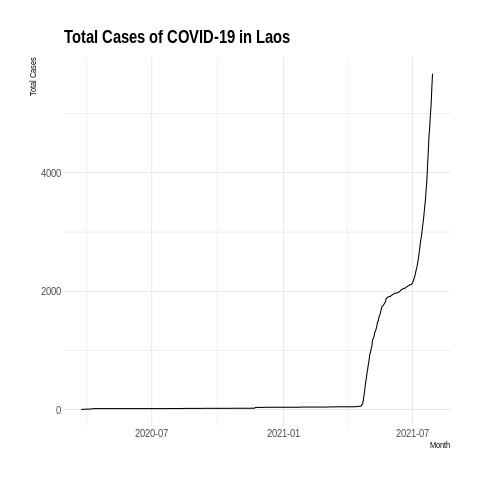 Total Cases of COVID-19 in Laos
Total Cases
4000
2000
0
2020-07
2021-01
2021-07
Month